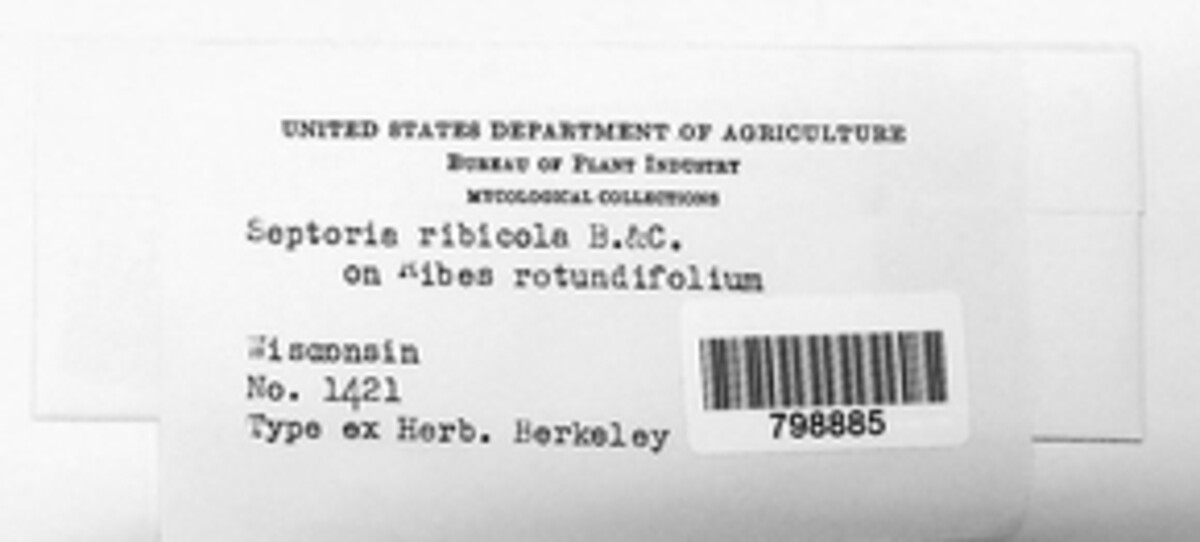 UNITED STATES DEPARTMENT OF AGRICULTURE
BUREAU OF PLANT INDUSTRY
MYCOLOGICAL COLLECTIONS
Septoria ribicola B.&C.
on Ribes rotundifolium
Wisconsin
No. 1421
Type ex Herb. Berkeley
798885